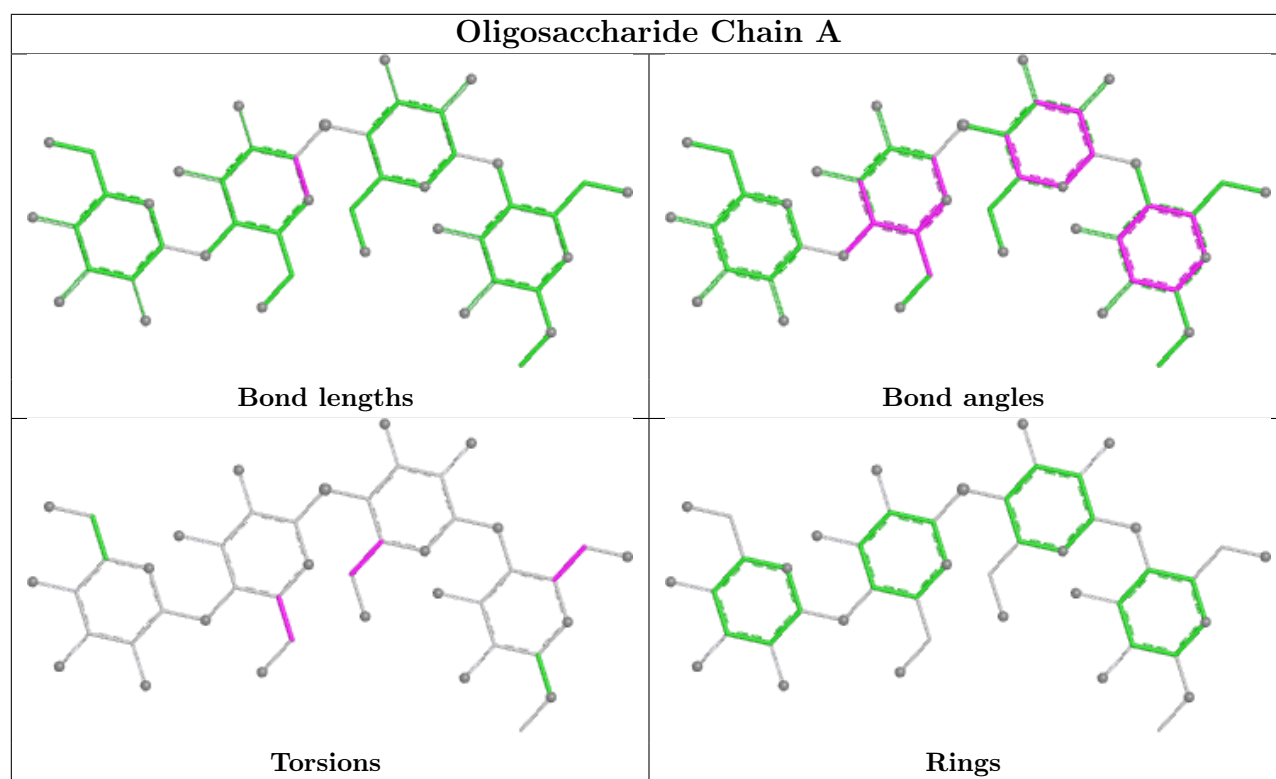 Oligosaccharide Chain A
Bond lengths
Bond angles
Torsions
Rings